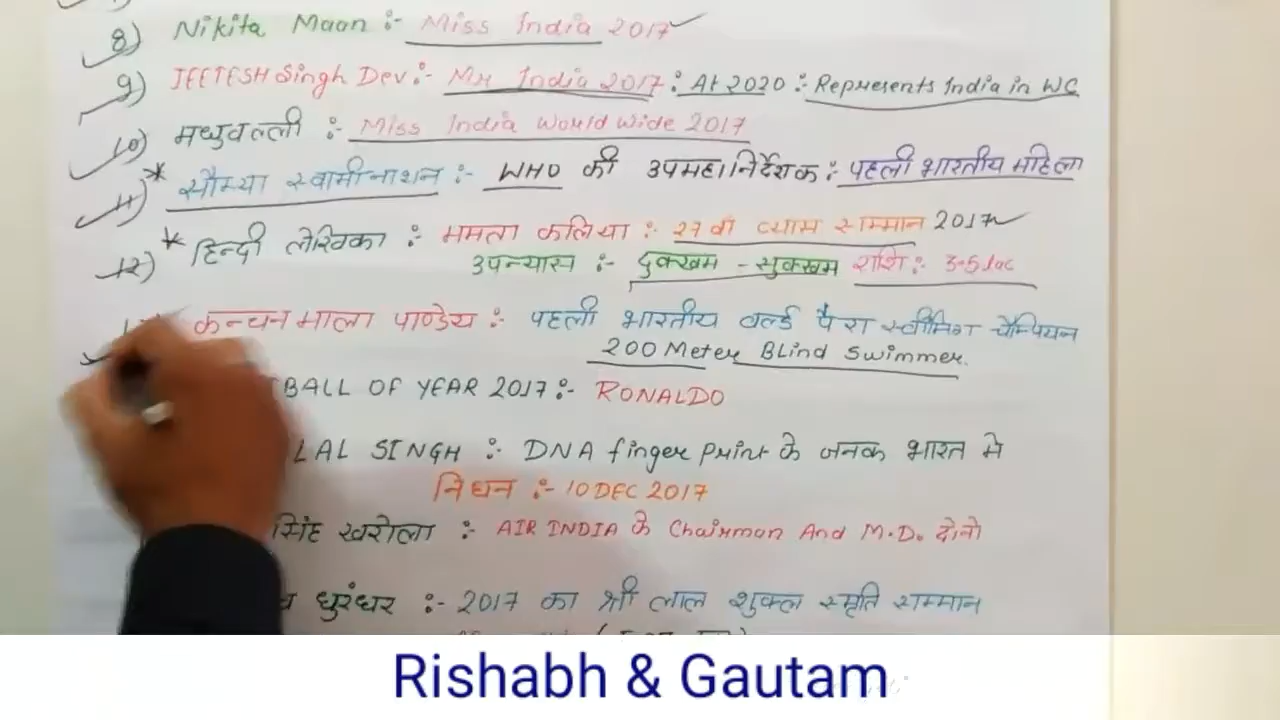 8) Nikita Maan :- Miss India 2017
9) JEETESH Singh Dev :- Mr India 2017 : At 2020 :- Represents India in WC
10) मधुवल्ली :- Miss India World Wide 2017
11) * सौम्या स्वामीनाथन :- WHO की उपमहानिर्देशक : पहली भारतीय महिला
12) * हिन्दी लेखिका : ममता कलिया :- 27वां व्यास सम्मान 2017
उपन्यास :- दुक्खम - सुक्खम राशि :- 3.5 lac
कन्चनमाला पाण्डेय :- पहली भारतीय वर्ल्ड पैरा स्वीमिंग चैम्पियन
200 Meter Blind Swimmer.
BALL OF YEAR 2017 :- RONALDO
LAL SINGH :- DNA finger Print के जनक भारत मे
निधन :- 10 DEC 2017
सिंह खरोला :- AIR INDIA के Chairman And M.D. दोनो
धुरंधर :- 2017 का श्री लाल शुक्ल स्मृति सम्मान
Rishabh & Gautam